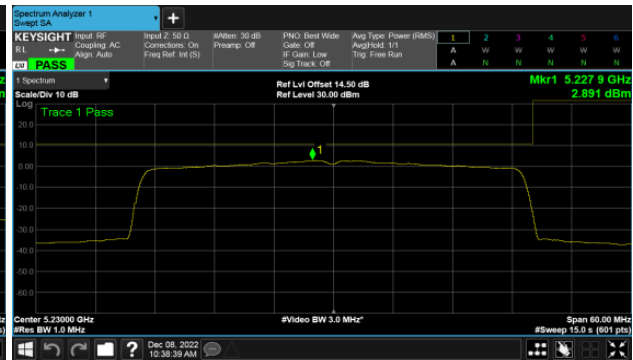 Spectrum Analyzer 1
Swept SA
+
KEYSIGHT Input: RF Input Z: 50 Ω #Atten: 30 dB PNO: Best Wide Avg Type: Power (RMS) 1 2 3 4 5 6
RL Coupling: AC Corrections: On Preamp: Off Gate: Off Avg|Hold: 1/1 A W W W W W
Align: Auto Freq Ref: Int (S) IF Gain: Low Trig: Free Run
LXI PASS Sig Track: Off A N N N N N
1 Spectrum Ref Lvl Offset 14.50 dB Mkr1 5.227 9 GHz
Scale/Div 10 dB Ref Level 30.00 dBm 2.891 dBm
Log Trace 1 Pass
20.0
10.0 1
0.00
-10.0
-20.0
-30.0
-40.0
-50.0
-60.0
Center 5.23000 GHz #Video BW 3.0 MHz* Span 60.00 MHz
#Res BW 1.0 MHz #Sweep 15.0 s (601 pts)
? Dec 08, 2022
10:38:39 AM